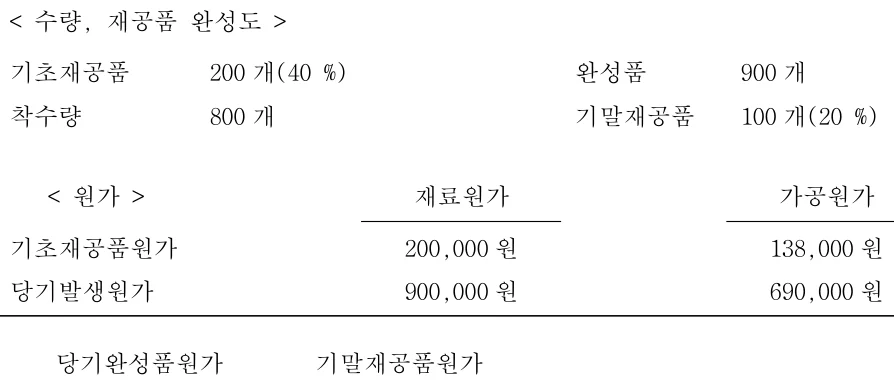 < 수량, 재공품 완성도 >
기초재공품 200 개(40 %) 완성품 900 개
착수량 800 개 기말재공품 100 개(20 %)
< 원가 > 재료원가 가공원가
기초재공품원가 200,000 원 138,000 원
당기발생원가 900,000 원 690,000 원
당기완성품원가 기말재공품원가